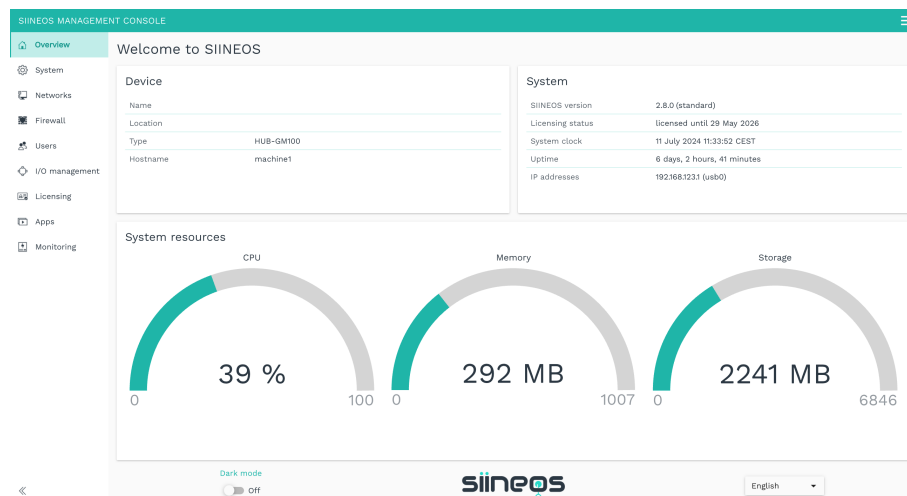 SIINEOS MANAGEMENT CONSOLE
Overview
System
Networks
Firewall
Users
I/O management
Licensing
Apps
Monitoring
Welcome to SIINEOS
Device
Name
Location
Type HUB-GM100
Hostname machine1
System
SIINEOS version 2.8.0 (standard)
Licensing status licensed until 29 May 2026
System clock 11 July 2024 11:33:52 CEST
Uptime 6 days, 2 hours, 41 minutes
IP addresses 192.168.123.1 (usb0)
System resources
CPU
39 %
0 100
Memory
292 MB
0 1007
Storage
2241 MB
0 6846
Dark mode
Off
siineos
English